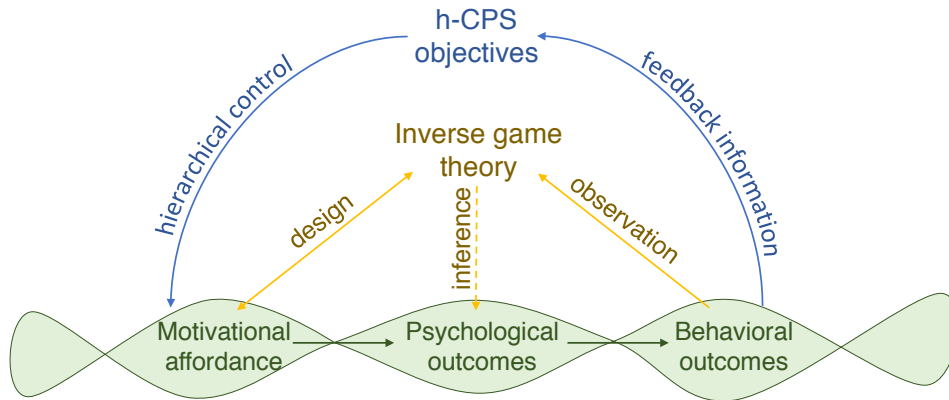 h-CPS
objectives
hierarchical control
feedback information
Inverse game
theory
design
inference
observation
Motivational
affordance
Psychological
outcomes
Behavioral
outcomes